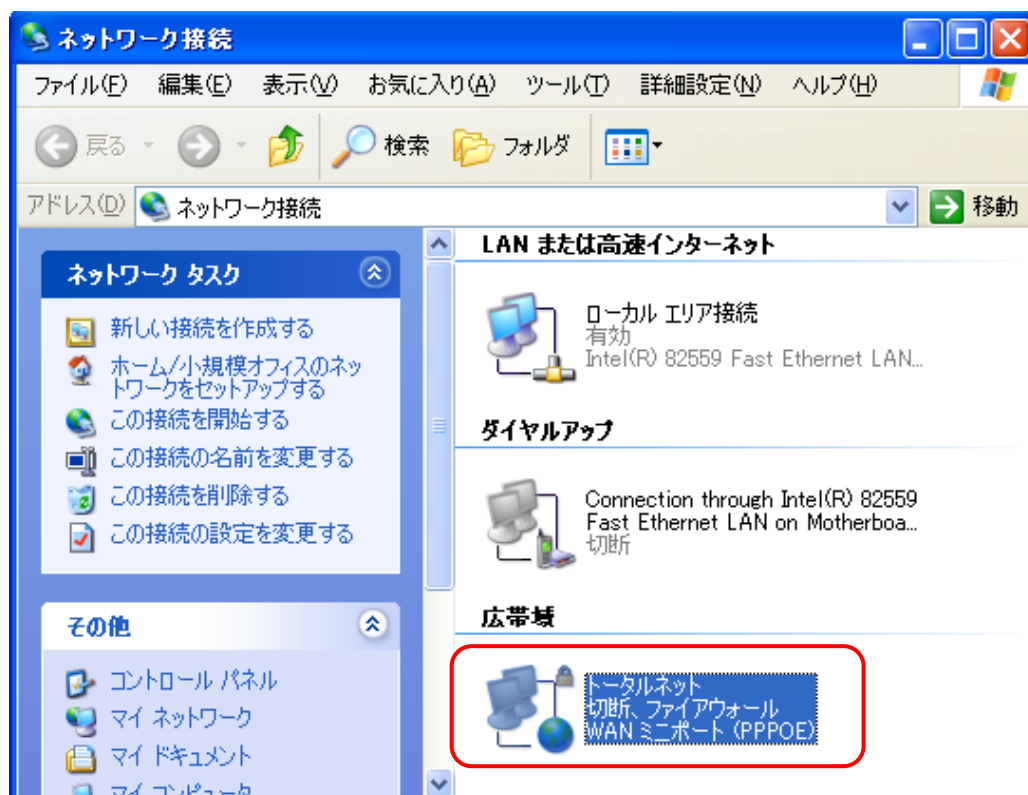 ネットワーク接続
ファイル(F) 編集(E) 表示(V) お気に入り(A) ツール(T) 詳細設定(N) ヘルプ(H)
戻る 検索 フォルダ
アドレス(D) ネットワーク接続 移動
ネットワーク タスク
新しい接続を作成する
ホーム/小規模オフィスのネッ
トワークをセットアップする
この接続を開始する
この接続の名前を変更する
この接続を削除する
この接続の設定を変更する
その他
コントロール パネル
マイ ネットワーク
マイ ドキュメント
マイ コンピュータ
LAN または高速インターネット
ローカル エリア接続
有効
Intel(R) 82559 Fast Ethernet LAN...
ダイヤルアップ
Connection through Intel(R) 82559
Fast Ethernet LAN on Motherboa...
切断
広帯域
トータルネット
切断、ファイアウォール
WAN ミニポート (PPPOE)